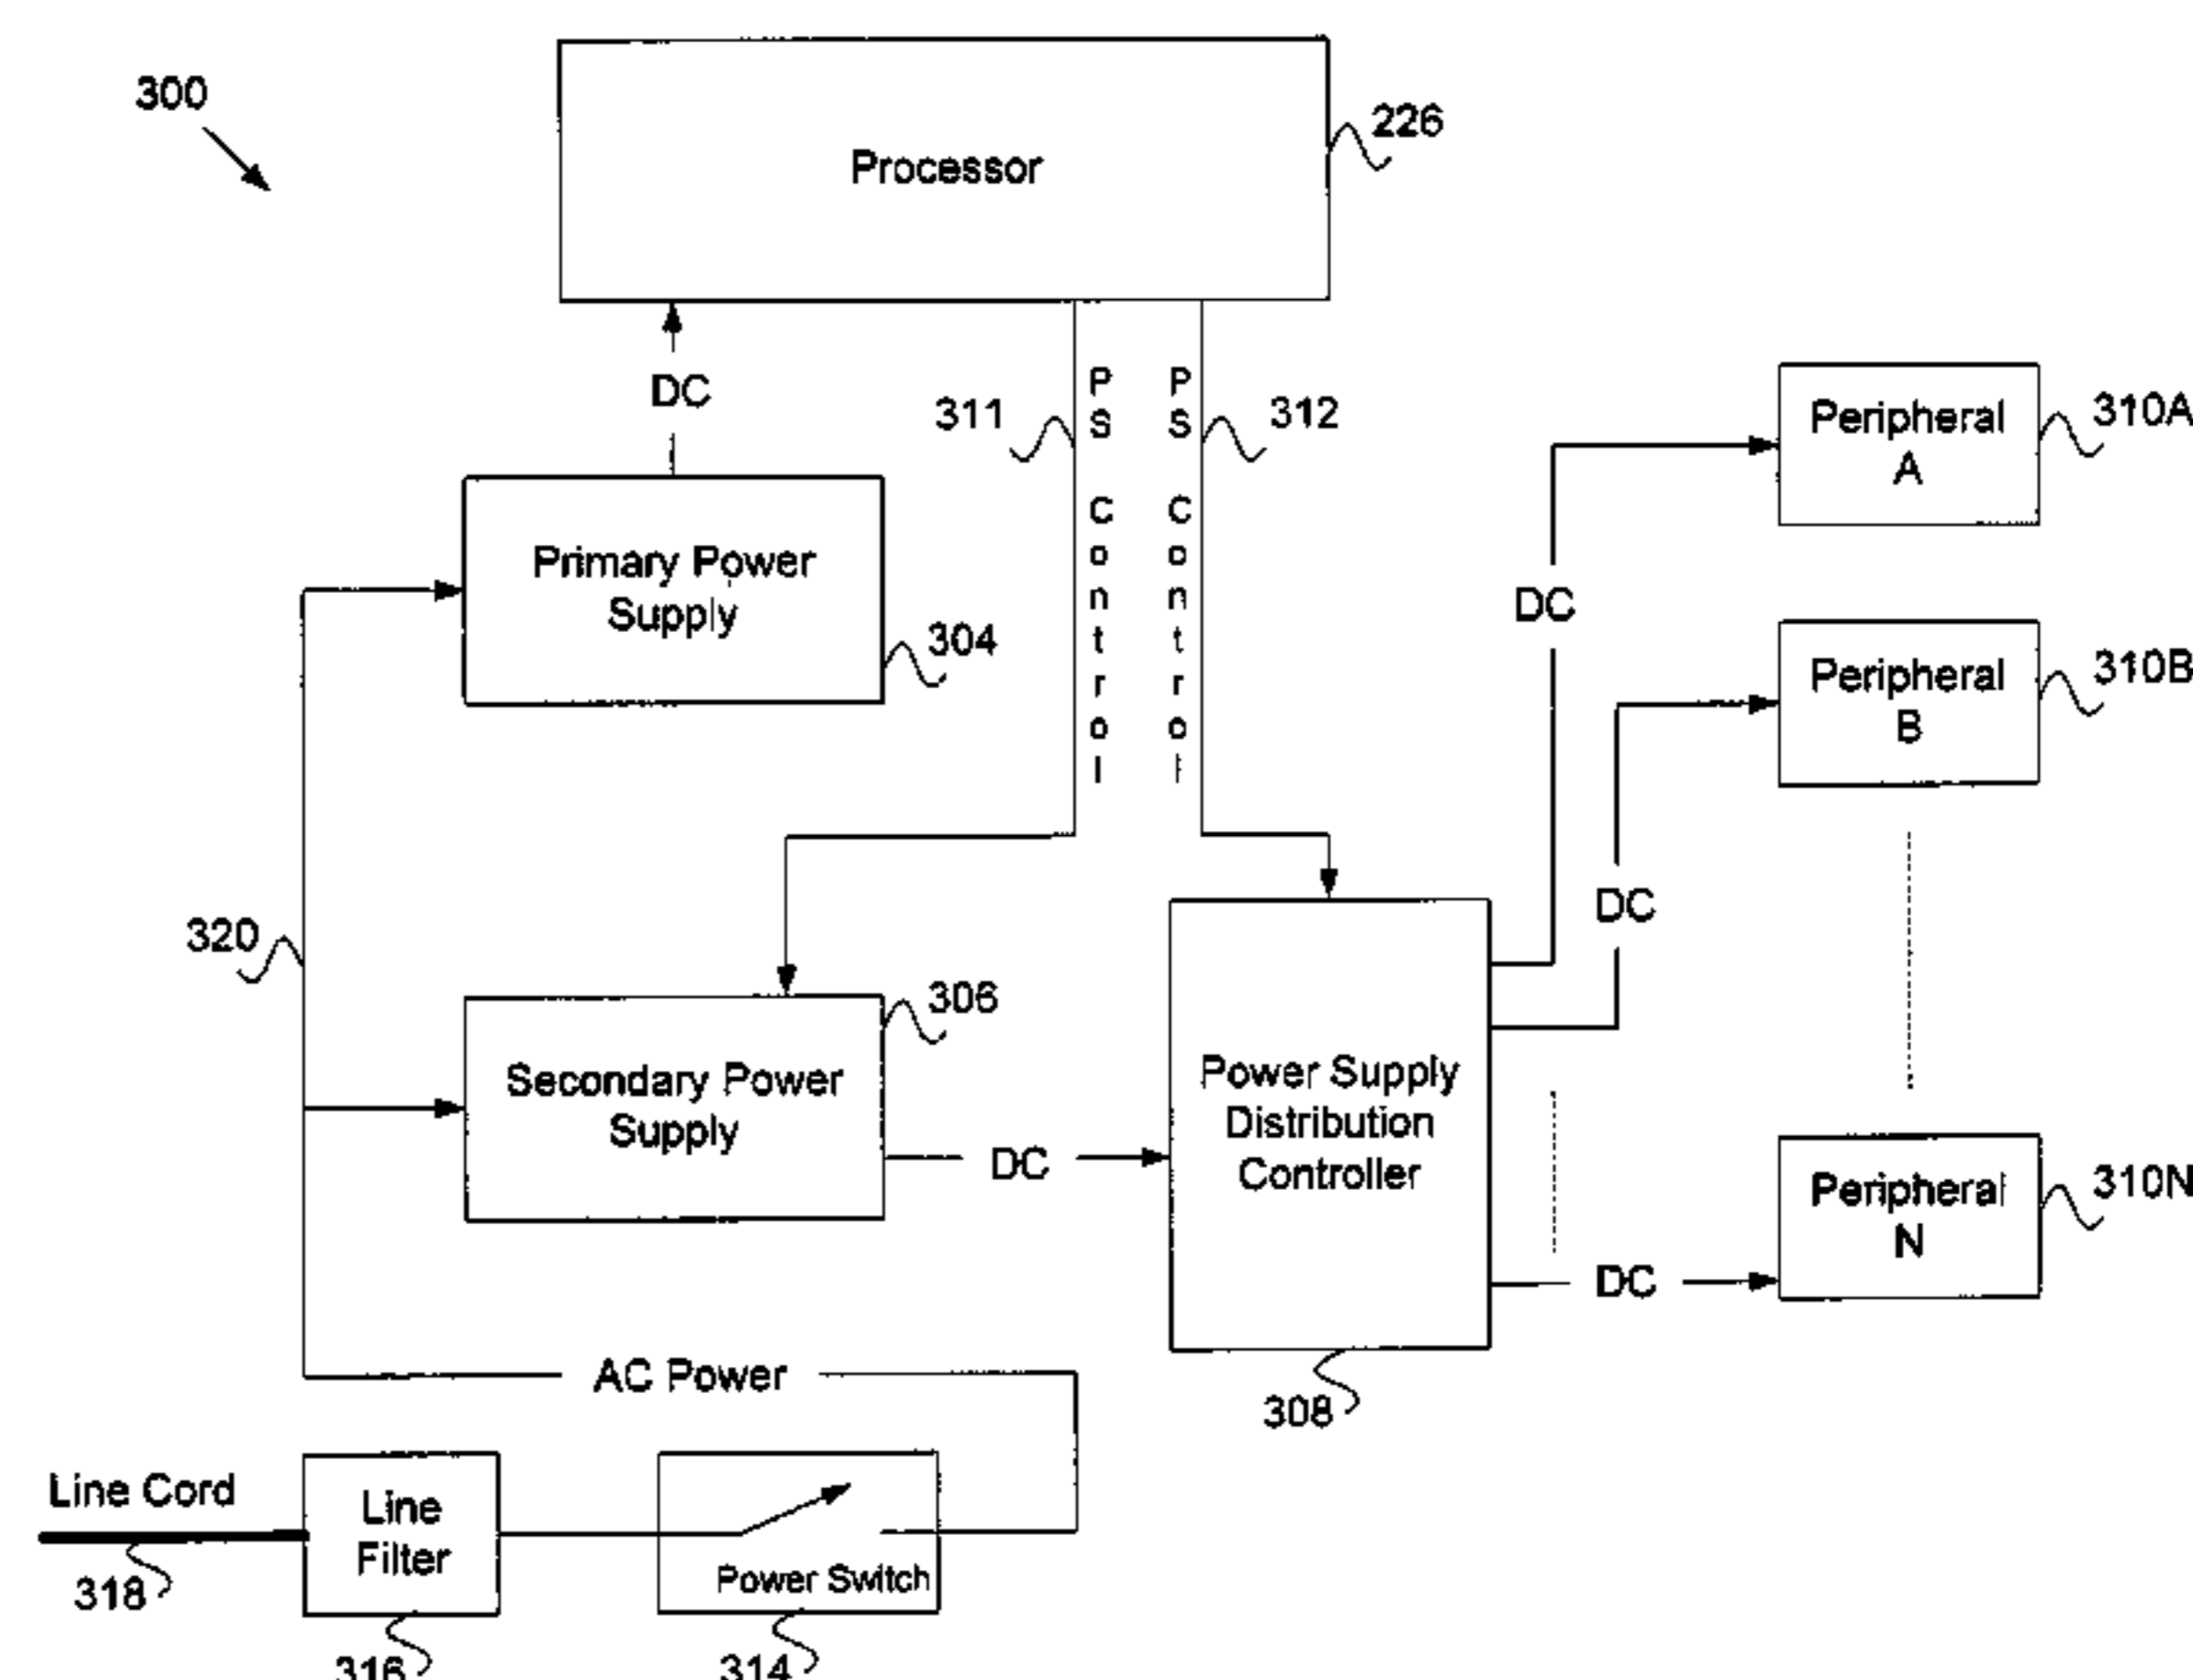 300
Processor
226
DC
311
PS Control
PS Control
312
Peripheral
A
310A
Primary Power
Supply
304
DC
Peripheral
B
310B
320
DC
306
Secondary Power
Supply
DC
Power Supply
Distribution
Controller
Peripheral
N
310N
DC
AC Power
308
Line Cord
318
Line
Filter
316
Power Switch
314